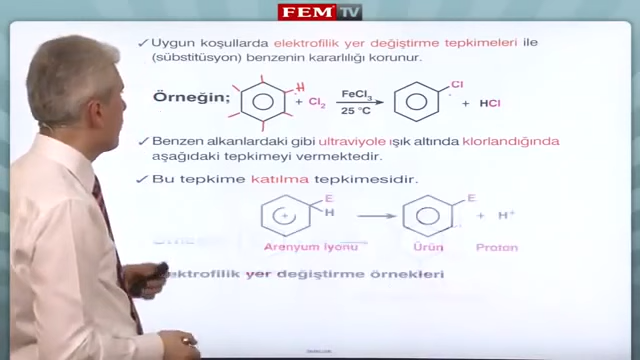 FEM TV
✓ Uygun koşullarda elektrofilik yer değiştirme tepkimeleri ile
(sübstitüsyon) benzenin kararlılığı korunur.
Örneğin;
H
+ Cl2
FeCl3
25 °C
Cl
+ HCl
✓ Benzen alkanlardaki gibi ultraviyole ışık altında klorlandığında
aşağıdaki tepkimeyi vermektedir.
✓ Bu tepkime katılma tepkimesidir.
E
H
+
E
+ H+
Arenyum iyonu
Ürün
Proton
yer değiştirme örnekleri